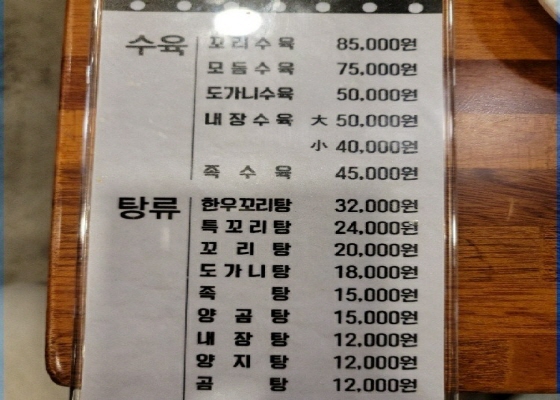 수육 꼬리수육 85,000원
모듬수육 75,000원
도가니수육 50,000원
내장수육 大 50,000원
小 40,000원
족수육 45,000원
탕류 한우꼬리탕 32,000원
특꼬리탕 24,000원
꼬리탕 20,000원
도가니탕 18,000원
족탕 15,000원
양곰탕 15,000원
내장탕 12,000원
양지탕 12,000원
곰탕 12,000원